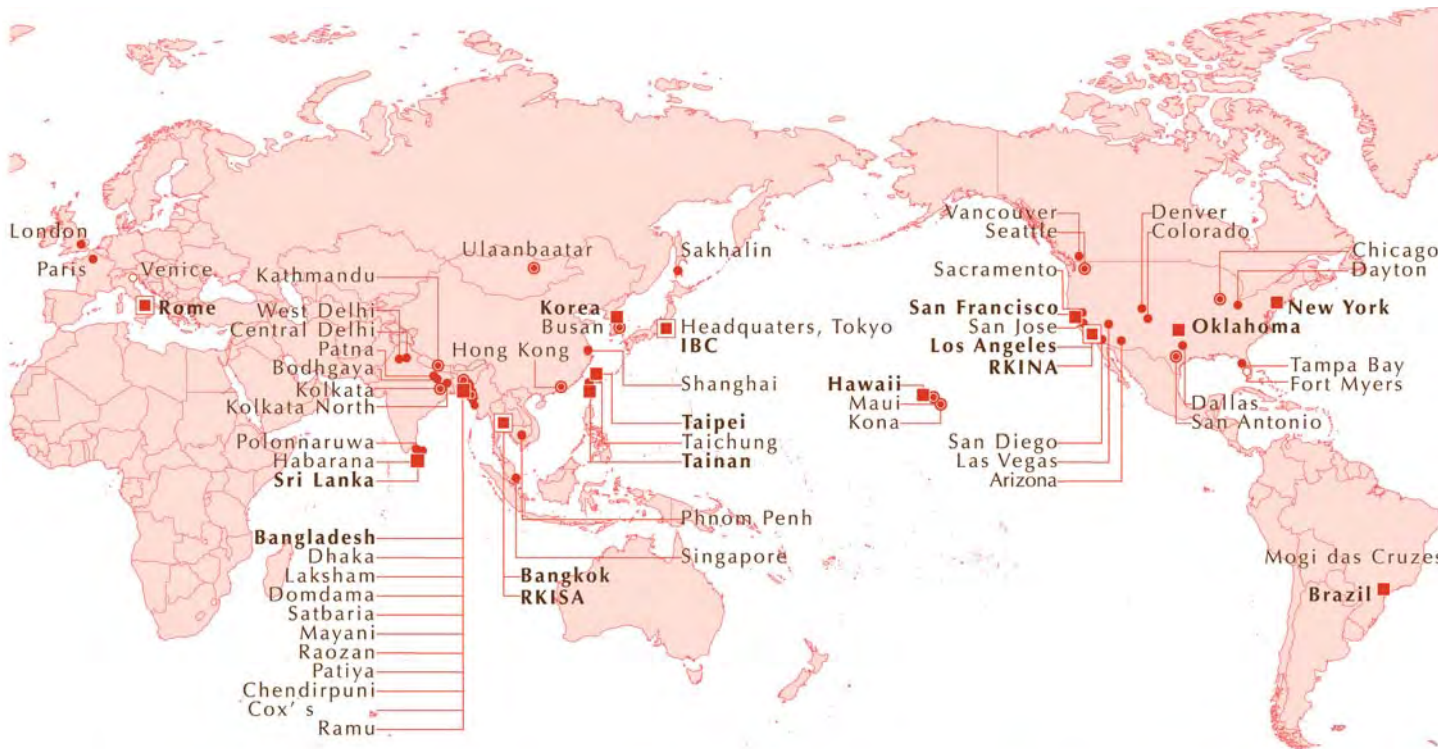 London
Paris
Venice
Rome
Ulaanbaatar
Sakhalin
Kathmandu
West Delhi
Central Delhi
Patna
Bodhgaya
Kolkata
Kolkata North
Hong Kong
Korea
Busan
Headquaters, Tokyo
IBC
Shanghai
Taipei
Taichung
Tainan
Polonnaruwa
Habarana
Sri Lanka
Phnom Penh
Singapore
Bangkok
RKISA
Bangladesh
Dhaka
Laksham
Domdama
Satbaria
Mayani
Raozan
Patiya
Chendirpuni
Cox' s
Ramu
Vancouver
Seattle
Sacramento
San Francisco
San Jose
Los Angeles
RKINA
Hawaii
Maui
Kona
San Diego
Las Vegas
Arizona
Denver
Colorado
Chicago
Dayton
New York
Oklahoma
Tampa Bay
Fort Myers
Dallas
San Antonio
Mogi das Cruzes
Brazil